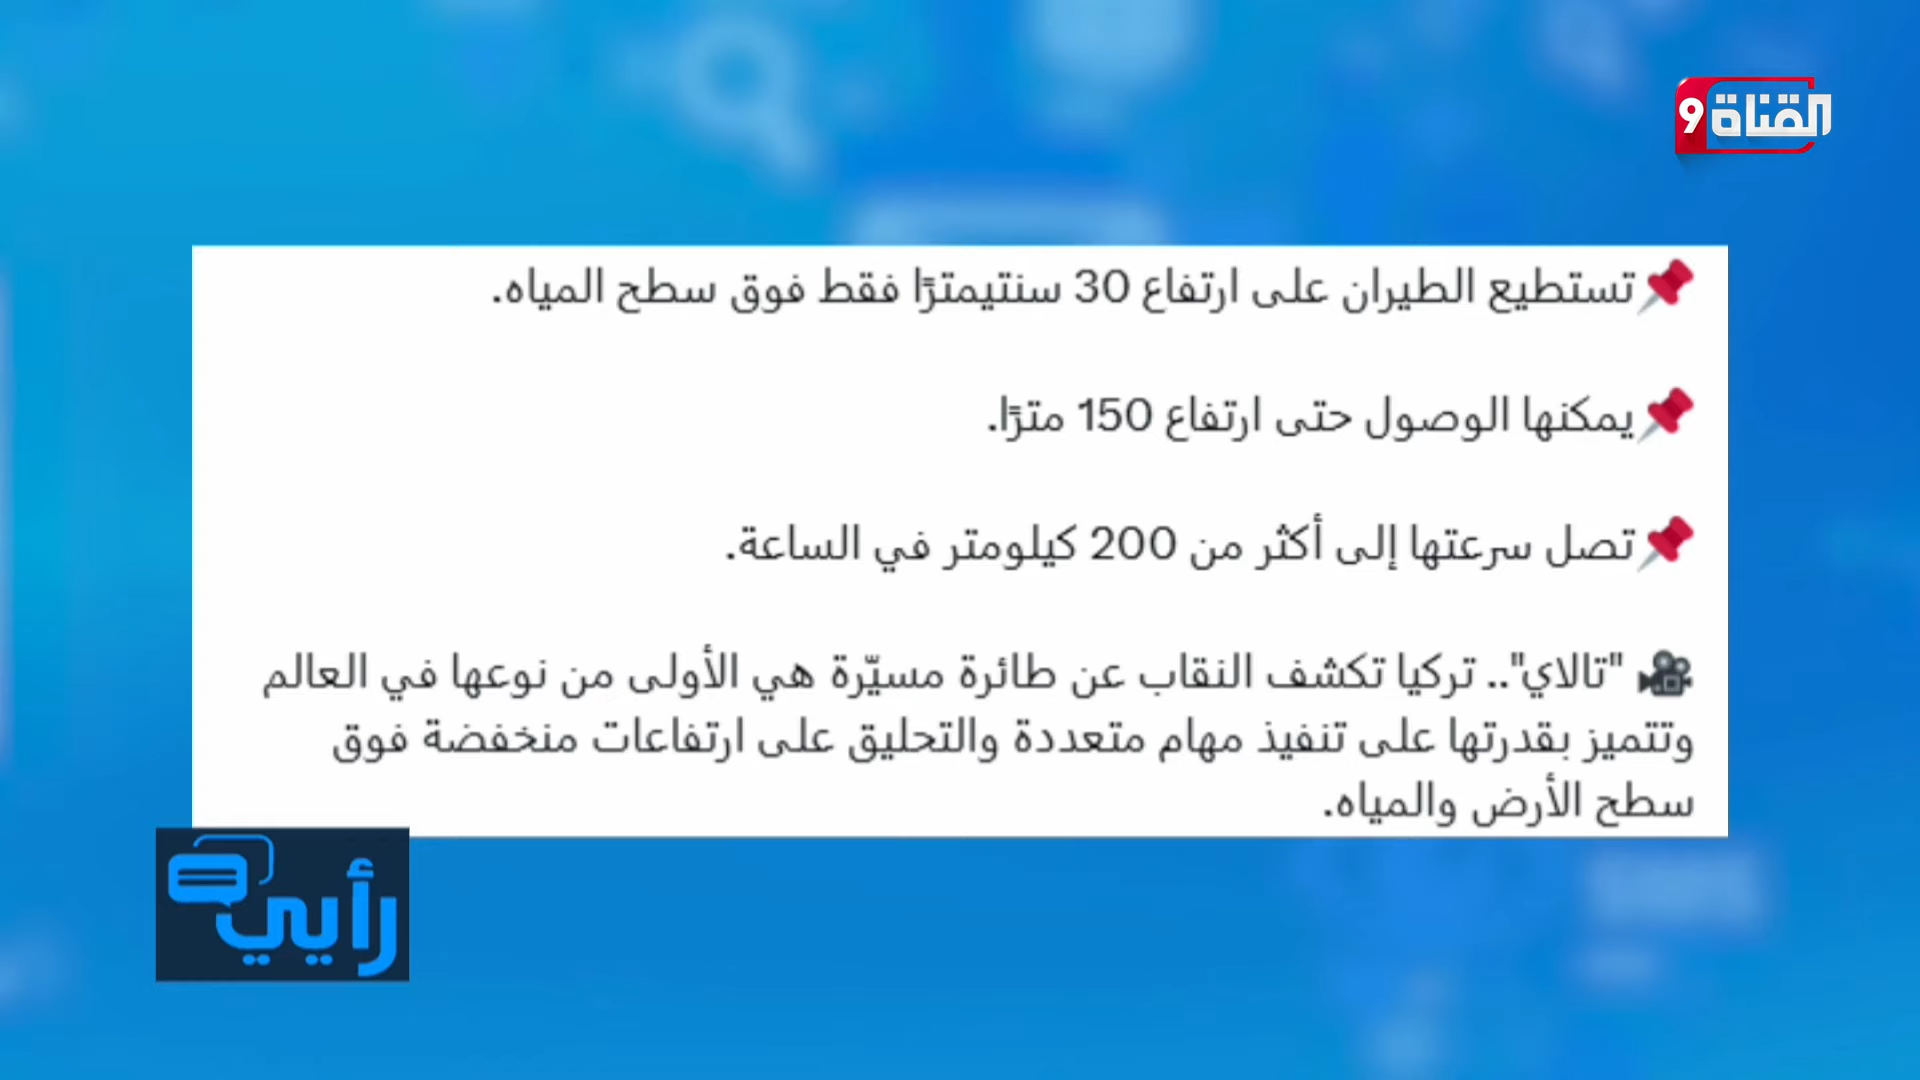 القناة 9
📌تستطيع الطيران على ارتفاع 30 سنتيمترًا فقط فوق سطح المياه.
📌يمكنها الوصول حتى ارتفاع 150 مترًا.
📌تصل سرعتها إلى أكثر من 200 كيلومتر في الساعة.
🎥 "تالاي".. تركيا تكشف النقاب عن طائرة مسيّرة هي الأولى من نوعها في العالم
وتتميز بقدرتها على تنفيذ مهام متعددة والتحليق على ارتفاعات منخفضة فوق
سطح الأرض والمياه.
رأيي